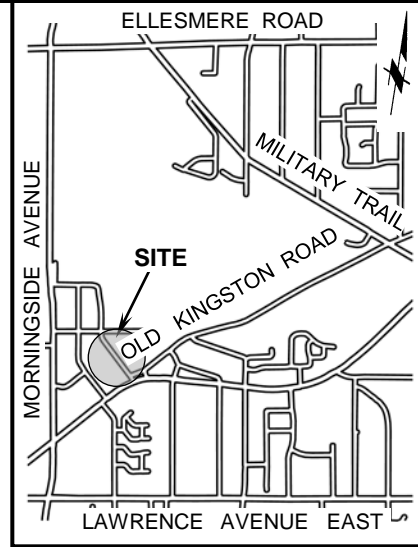 ELLESMERE ROAD
MILITARY TRAIL
MORNINGSIDE AVENUE
SITE
OLD KINGSTON ROAD
LAWRENCE AVENUE EAST